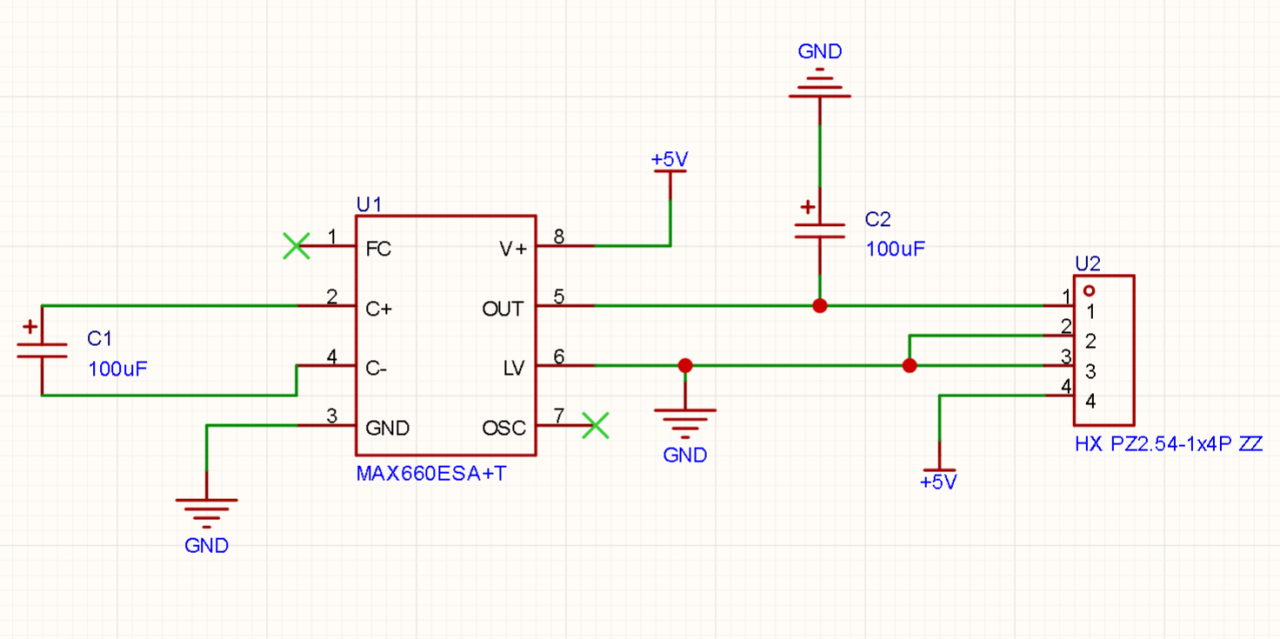 GND
+5V
U1
+
C2
100uF
U2
1
FC
V+
8
2
C+
OUT
5
1
1
+
C1
100uF
4
C-
LV
6
2
2
3
3
4
4
3
GND
OSC
7
GND
HX PZ2.54-1x4P ZZ
MAX660ESA+T
+5V
GND